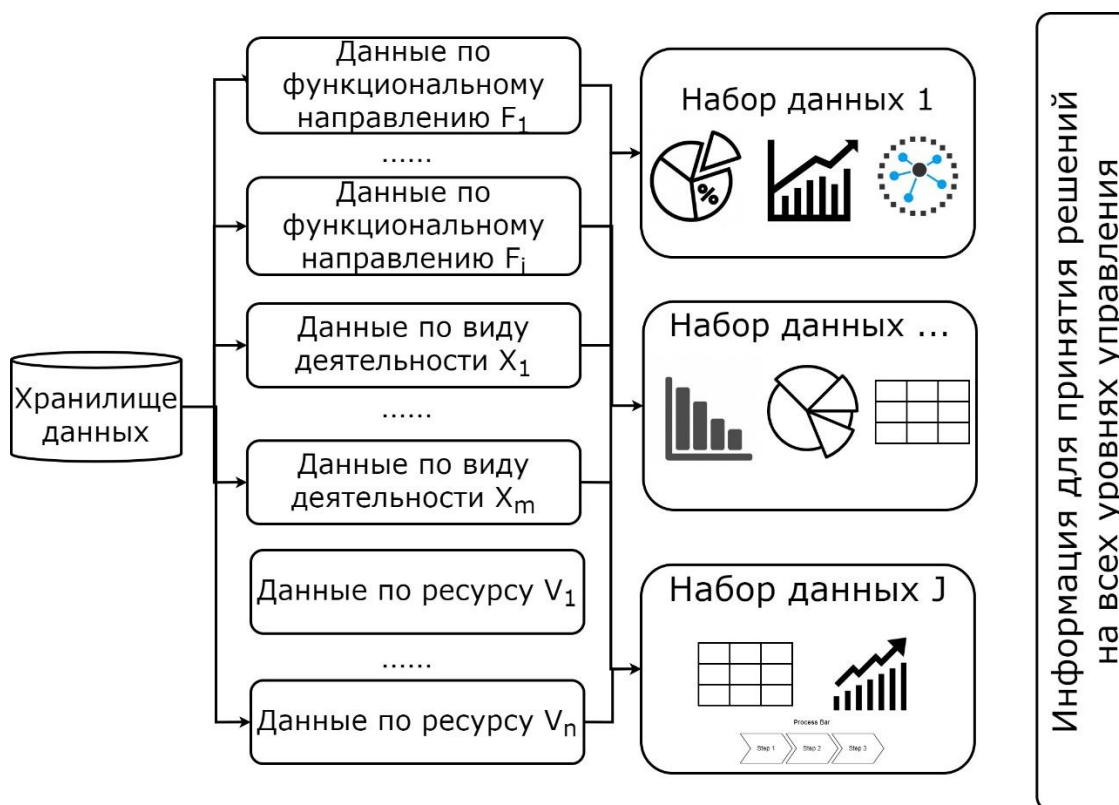 Хранилище
данных
Данные по
функциональному
направлению F1
......
Данные по
функциональному
направлению Fi
Данные по виду
деятельности X1
......
Данные по виду
деятельности Xm
Данные по ресурсу V1
......
Данные по ресурсу Vn
Набор данных 1
%
Набор данных ...
Набор данных J
Process Bar
Step 1
Step 2
Step 3
Информация для принятия решений
на всех уровнях управления